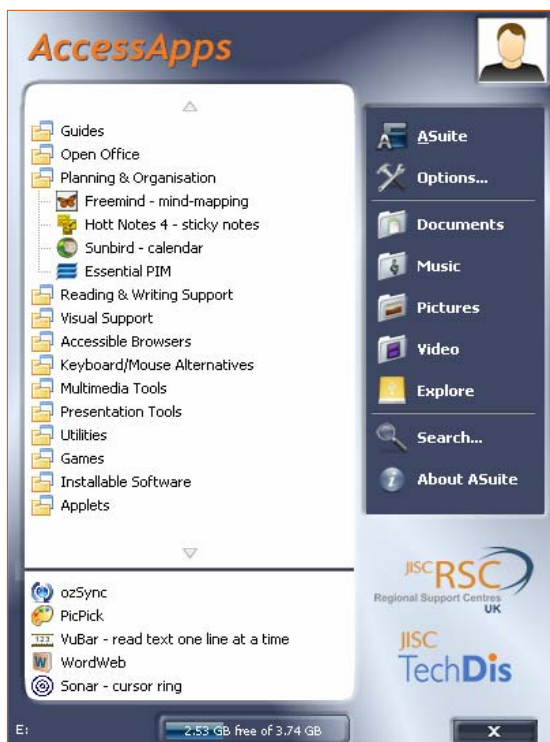 AccessApps
Guides
Open Office
Planning & Organisation
Freemind - mind-mapping
Hott Notes 4 - sticky notes
Sunbird - calendar
Essential PIM
Reading & Writing Support
Visual Support
Accessible Browsers
Keyboard/Mouse Alternatives
Multimedia Tools
Presentation Tools
Utilities
Games
Installable Software
Applets
ozSync
PicPick
VuBar - read text one line at a time
WordWeb
Sonar - cursor ring
ASuite
Options...
Documents
Music
Pictures
Video
Explore
Search...
About ASuite
JISC RSC
Regional Support Centres
UK
JISC
TechDis
E:
2.53 GB free of 3.74 GB
X